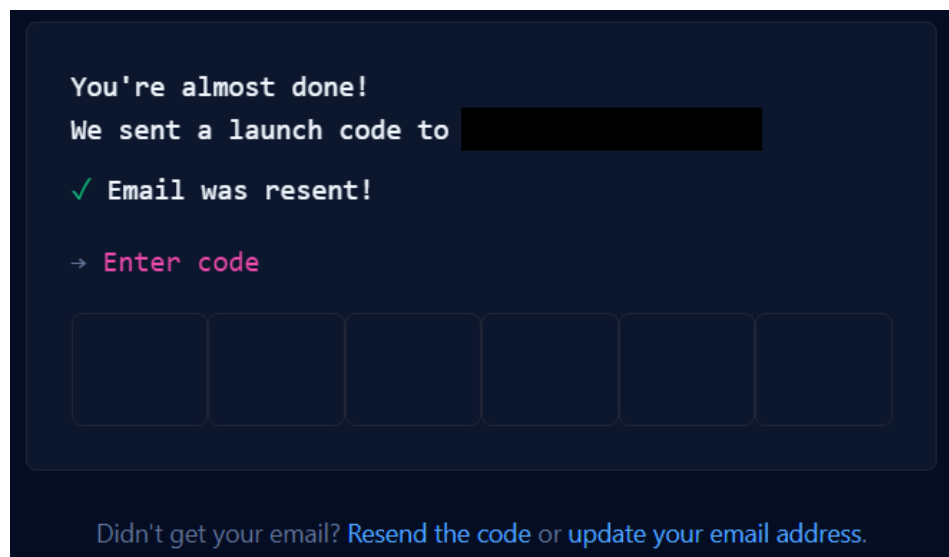 You're almost done!
We sent a launch code to
✓ Email was resent!
→ Enter code
Didn't get your email? Resend the code or update your email address.